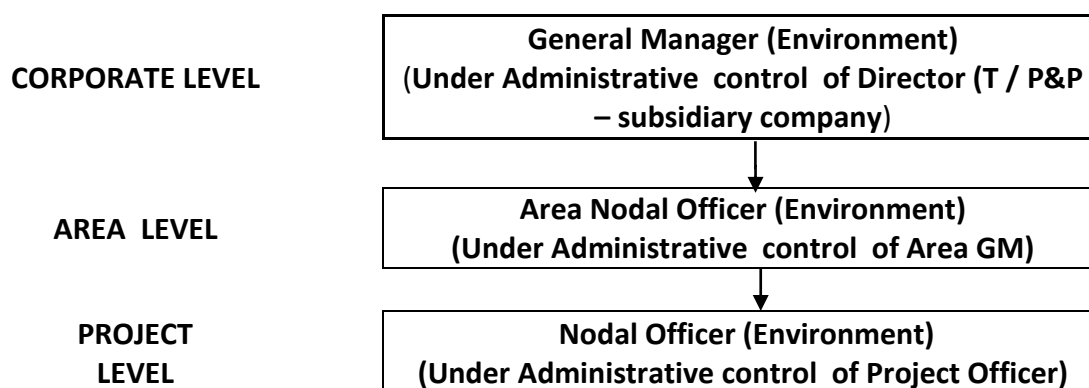 CORPORATE LEVEL
General Manager (Environment)
(Under Administrative control of Director (T / P&P
– subsidiary company)
AREA LEVEL
Area Nodal Officer (Environment)
(Under Administrative control of Area GM)
PROJECT
LEVEL
Nodal Officer (Environment)
(Under Administrative control of Project Officer)